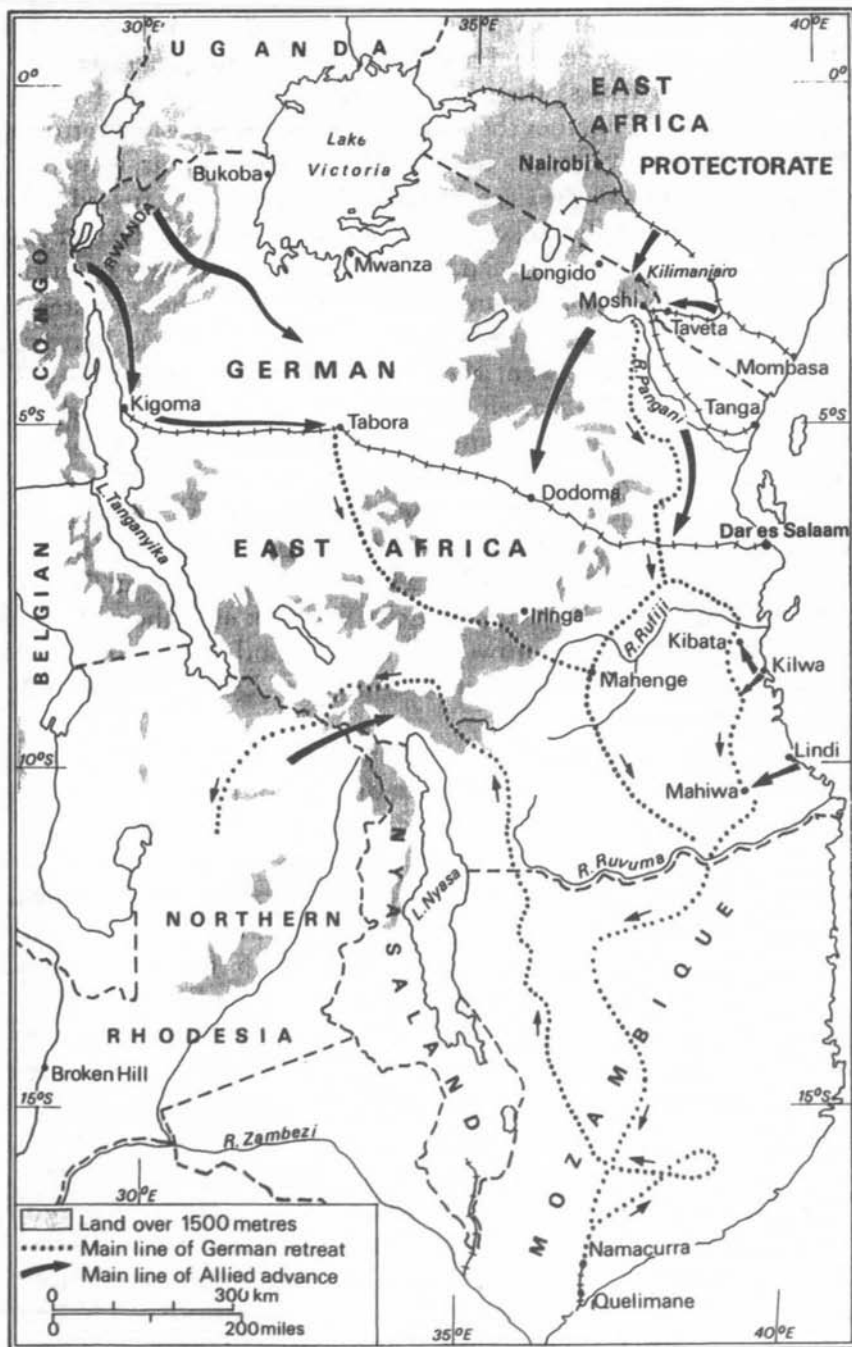 30°E
35°E
40°E
UGANDA
0°
0°
EAST
AFRICA
PROTECTORATE
Lake
Victoria
Nairobi
Bukoba
RWANDA
Mwanza
Longido
Kilimanjaro
Moshi
Taveta
CONGO
GERMAN
Mombasa
R. Pangani
Tanga
Kigoma
5°S
Tabora
5°S
Dodoma
L. Tanganyika
Dar es Salaam
EAST AFRICA
BELGIAN
Iringa
R. Rufiji
Kibata
Kilwa
Mahenge
10°S
Lindi
Mahiwa
R. Ruvuma
NYASALAND
L. Nyasa
NORTHERN
MOZAMBIQUE
RHODESIA
Broken Hill
15°S
15°S
R. Zambezi
30°E
Land over 1500 metres
Main line of German retreat
Main line of Allied advance
Namacurra
0 300 km
0 200 miles
Quelimane
35°E
40°E